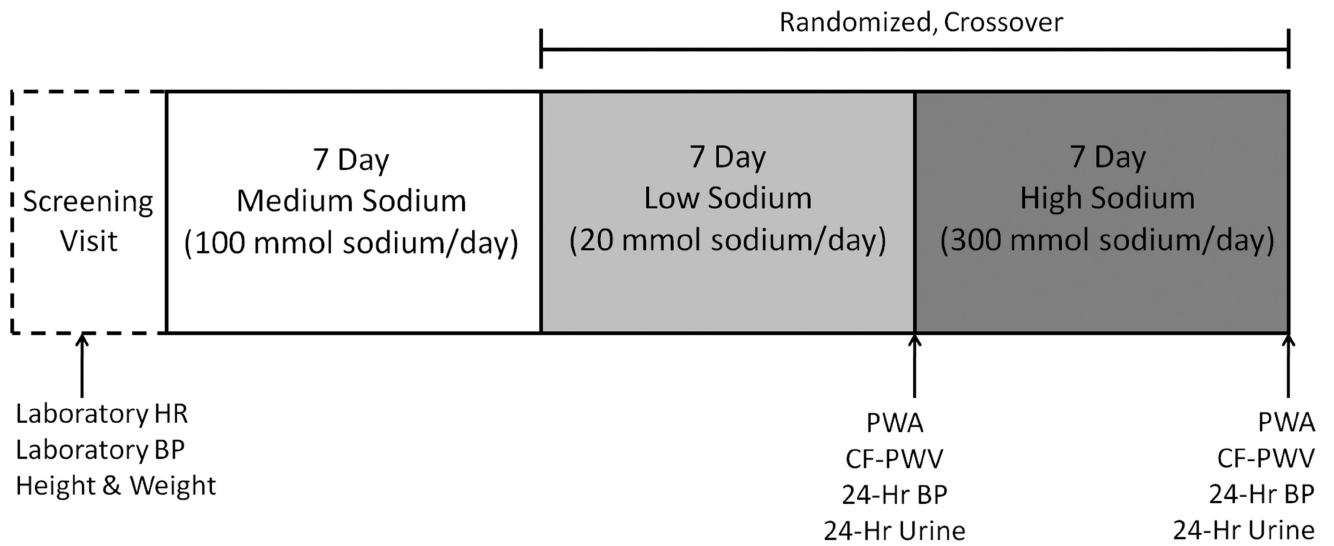 Randomized, Crossover
Screening
Visit
7 Day
Medium Sodium
(100 mmol sodium/day)
7 Day
Low Sodium
(20 mmol sodium/day)
7 Day
High Sodium
(300 mmol sodium/day)
Laboratory HR
Laboratory BP
Height & Weight
PWA
CF-PWV
24-Hr BP
24-Hr Urine
PWA
CF-PWV
24-Hr BP
24-Hr Urine